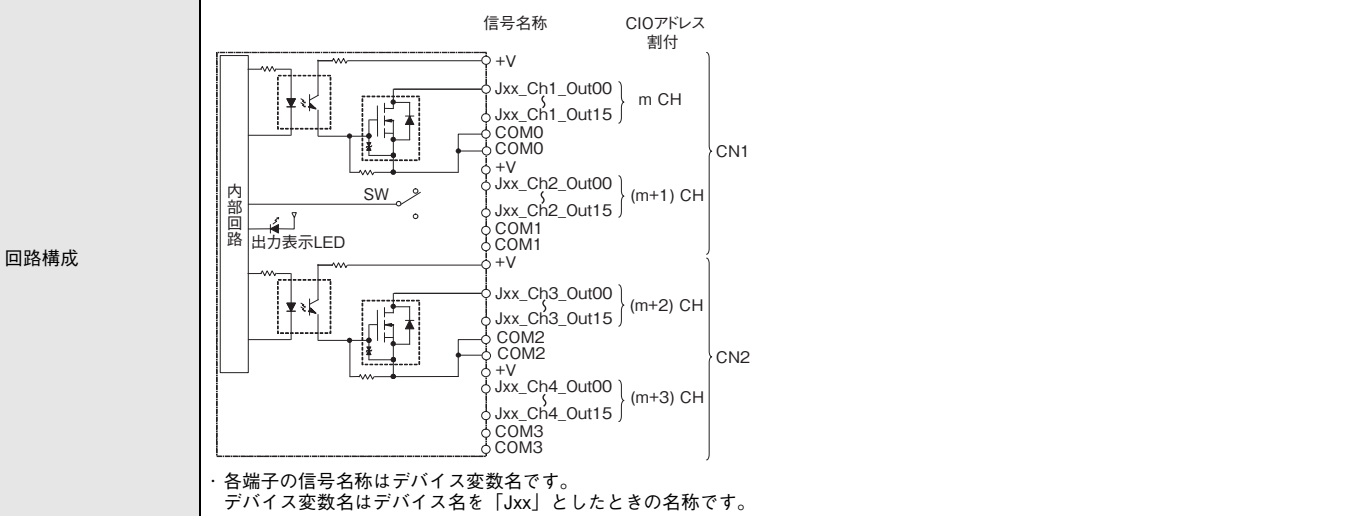 信号名称
CIOアドレス
割付
+V
Jxx_Ch1_Out00
Jxx_Ch1_Out15
m CH
COM0
COM0
+V
Jxx_Ch2_Out00
Jxx_Ch2_Out15
(m+1) CH
COM1
COM1
CN1
内部回路
SW
出力表示LED
回路構成
+V
Jxx_Ch3_Out00
Jxx_Ch3_Out15
(m+2) CH
COM2
COM2
+V
Jxx_Ch4_Out00
Jxx_Ch4_Out15
(m+3) CH
COM3
COM3
CN2
・各端子の信号名称はデバイス変数名です。
デバイス変数名はデバイス名を「Jxx」としたときの名称です。